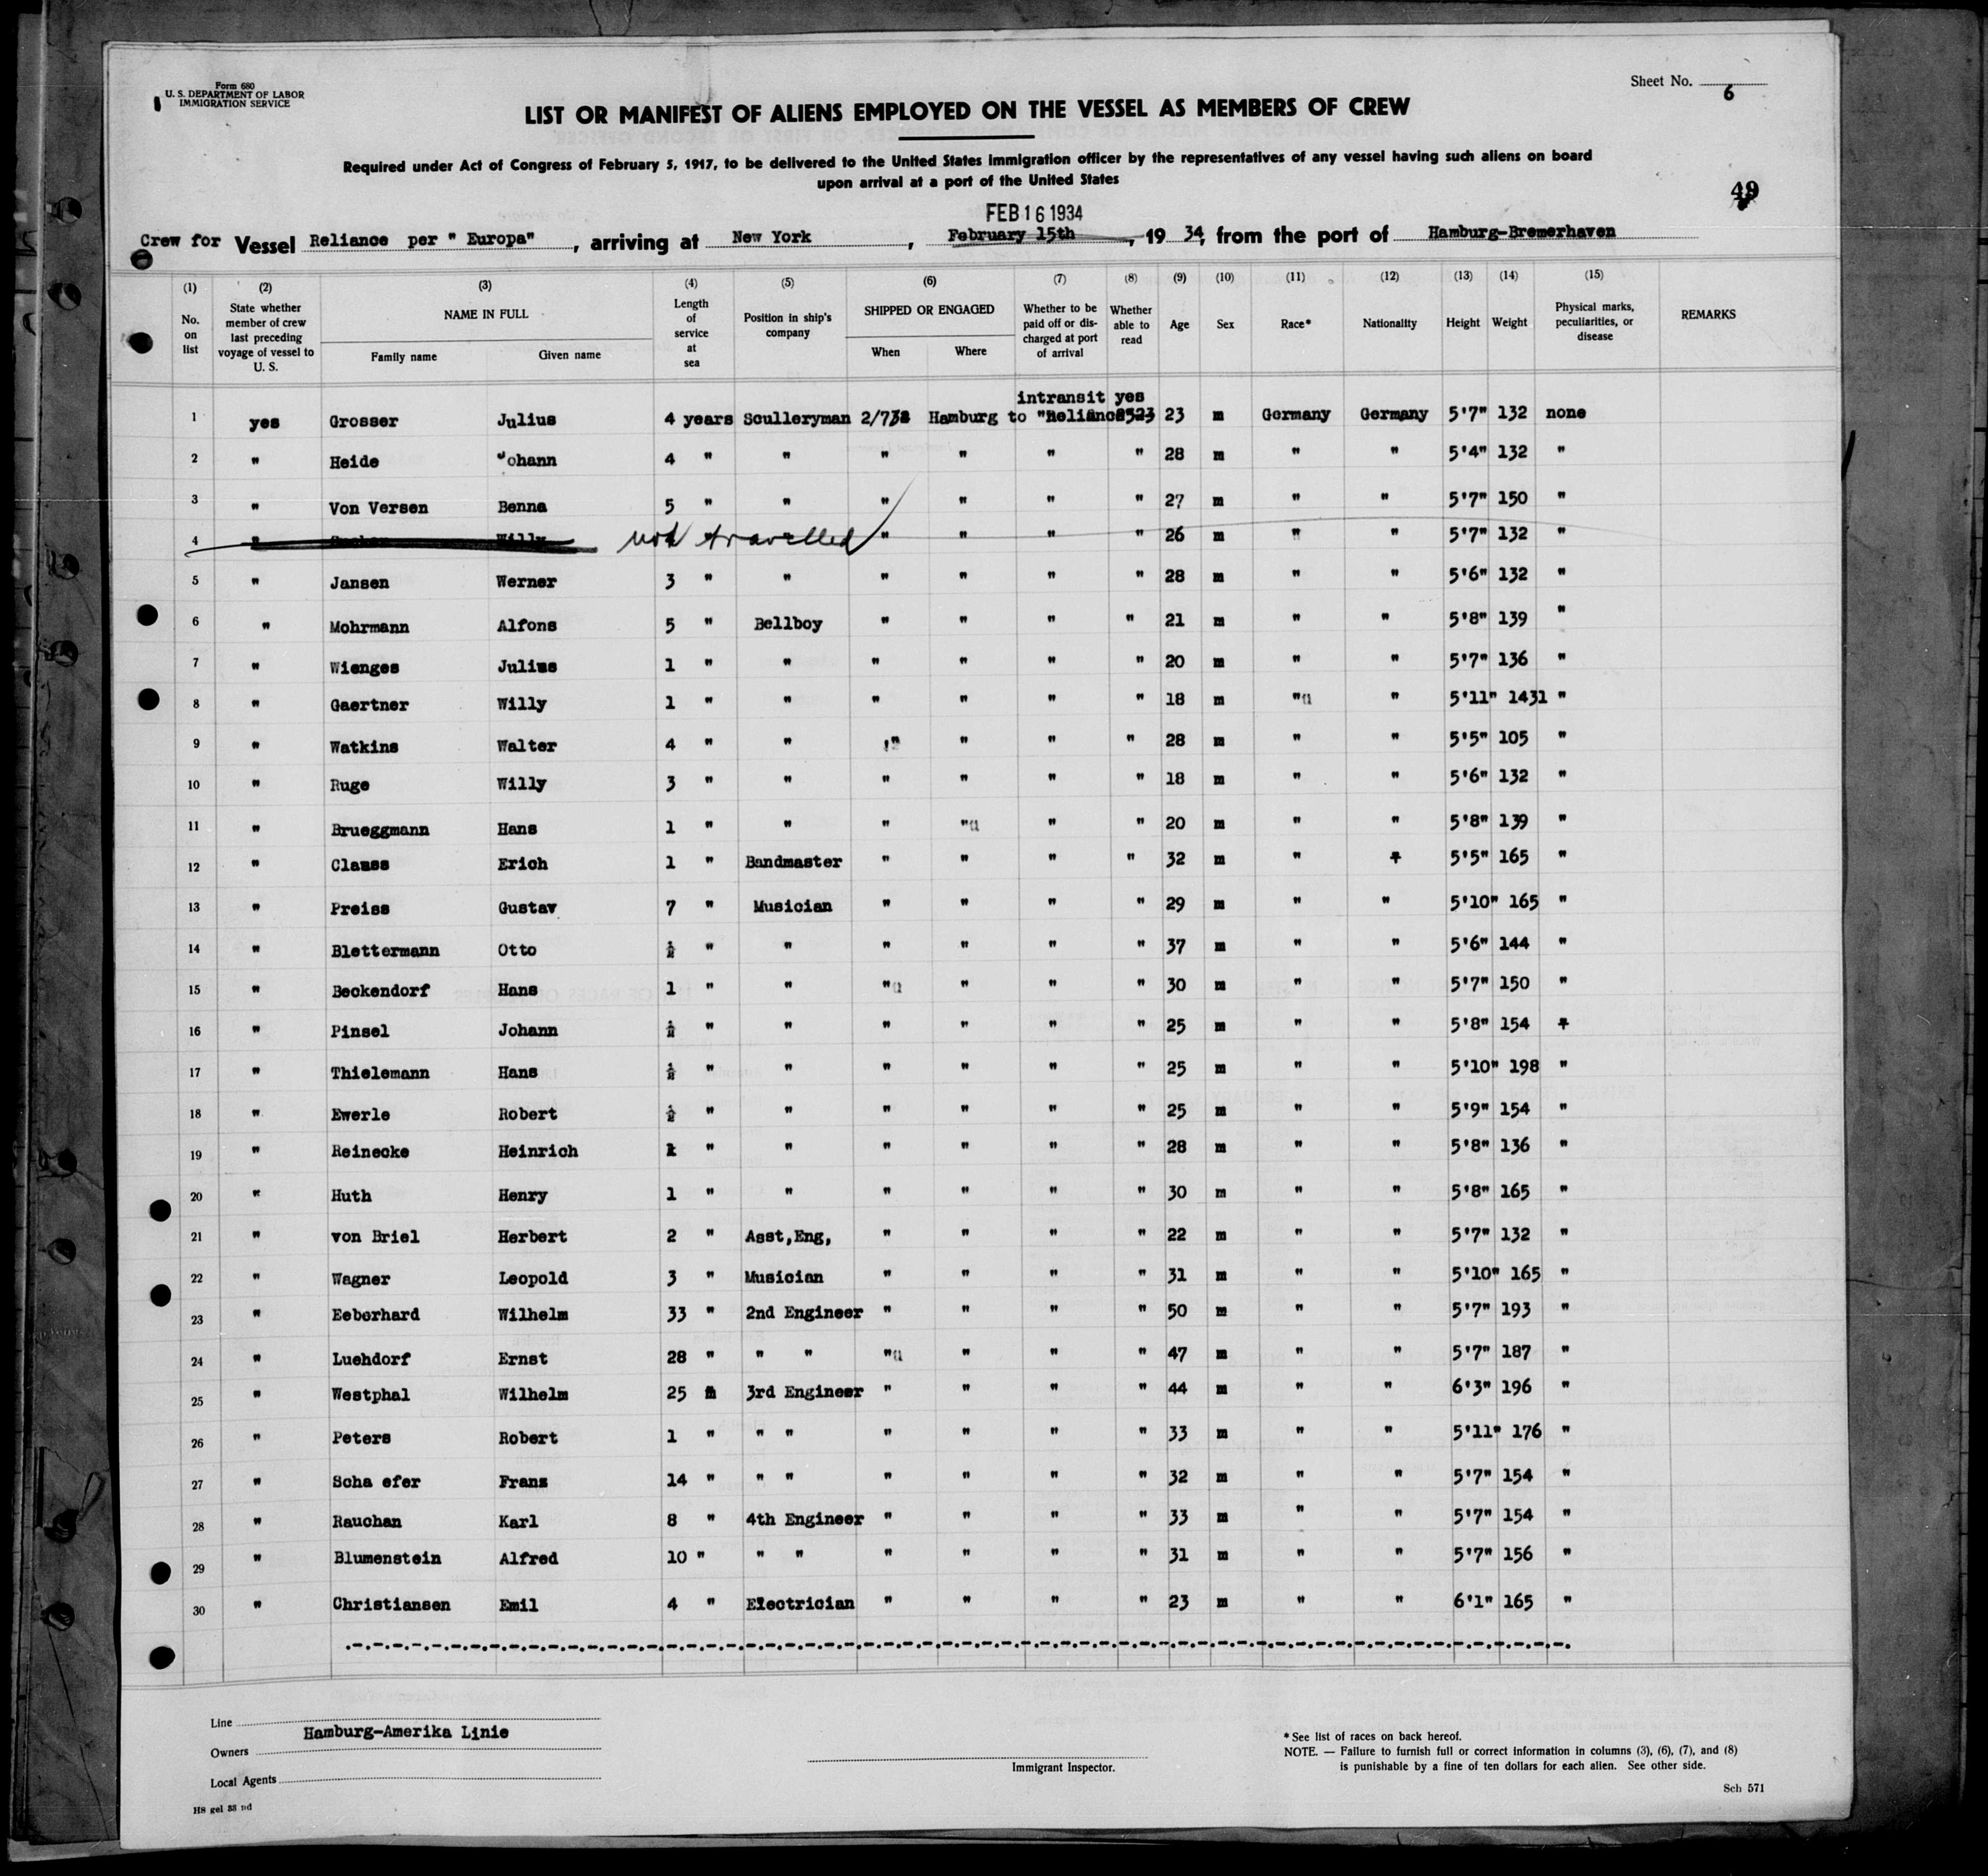 Form 680
U. S. DEPARTMENT OF LABOR
IMMIGRATION SERVICE
Sheet No. 6
LIST OR MANIFEST OF ALIENS EMPLOYED ON THE VESSEL AS MEMBERS OF CREW
Required under Act of Congress of February 5, 1917, to be delivered to the United States immigration officer by the representatives of any vessel having such aliens on board
upon arrival at a port of the United States
49
FEB 16 1934
Crew for Vessel Reliance per " Europa" , arriving at New York , February 15th , 19 34, from the port of Hamburg-Bremerhaven
(1) (2) (3) (4) (5) (6) (7) (8) (9) (10) (11) (12) (13) (14) (15)
No. on list
State whether member of crew last preceding voyage of vessel to U. S.
NAME IN FULL
Family name Given name
Length of service at sea
Position in ship's company
SHIPPED OR ENGAGED
When Where
Whether to be paid off or discharged at port of arrival
Whether able to read
Age Sex Race* Nationality Height Weight
Physical marks, peculiarities, or disease
REMARKS
intransit yes
1 yes Grosser Julius 4 years Sculleryman Hamburg to "Reliance 23 m Germany Germany 5'7" 132 none
2 " Heide Johann 4 " " " " " " 28 m " " 5'4" 132 "
3 " Von Versen Benna 5 " " " " " " 27 m " " 5'7" 150 "
4 " Willy not travelled " " " " 26 m " " 5'7" 132 "
5 " Jansen Werner 3 " " " " " " 28 m " " 5'6" 132 "
6 " Mohrmann Alfons 5 " Bellboy " " " " 21 m " " 5'8" 139 "
7 " Wienges Julius 1 " " " " " " 20 m " " 5'7" 136 "
8 " Gaertner Willy 1 " " " " " " 18 m " " 5'11" 1431 "
9 " Watkins Walter 4 " " " " " " 28 m " " 5'5" 105 "
10 " Ruge Willy 3 " " " " " " 18 m " " 5'6" 132 "
11 " Brueggmann Hans 1 " " " " " " 20 m " " 5'8" 139 "
12 " Clauss Erich 1 " Bandmaster " " " " 32 m " " 5'5" 165 "
13 " Preiss Gustav 7 " Musician " " " " 29 m " " 5'10" 165 "
14 " Blettermann Otto ½ " " " " " " 37 m " " 5'6" 144 "
15 " Beckendorf Hans 1 " " " " " " 30 m " " 5'7" 150 "
16 " Pinsel Johann ½ " " " " " " 25 m " " 5'8" 154 "
17 " Thielemann Hans ½ " " " " " " 25 m " " 5'10" 198 "
18 " Ewerle Robert ½ " " " " " " 25 m " " 5'9" 154 "
19 " Reinecke Heinrich " " " " " " 28 m " " 5'8" 136 "
20 " Huth Henry 1 " " " " " " 30 m " " 5'8" 165 "
21 " von Briel Herbert 2 " Asst,Eng, " " " " 22 m " " 5'7" 132 "
22 " Wagner Leopold 3 " Musician " " " " 31 m " " 5'10" 165 "
23 " Eeberhard Wilhelm 33 " 2nd Engineer " " " " 50 m " " 5'7" 193 "
24 " Luehdorf Ernst 28 " " " " " " " 47 m " " 5'7" 187 "
25 " Westphal Wilhelm 25 " 3rd Engineer " " " " 44 m " " 6'3" 196 "
26 " Peters Robert 1 " " " " " " " 33 m " " 5'11" 176 "
27 " Scha efer Frans 14 " " " " " " " 32 m " " 5'7" 154 "
28 " Rauchan Karl 8 " 4th Engineer " " " " 33 m " " 5'7" 154 "
29 " Blumenstein Alfred 10 " " " " " " " 31 m " " 5'7" 156 "
30 " Christiansen Emil 4 " Electrician " " " " 23 m " " 6'1" 165 "
Line
Hamburg-Amerika Linie
Owners
Local Agents
H8 gel 33 nd
Immigrant Inspector.
* See list of races on back hereof.
NOTE. — Failure to furnish full or correct information in columns (3), (6), (7), and (8)
is punishable by a fine of ten dollars for each alien. See other side.
Sch 571